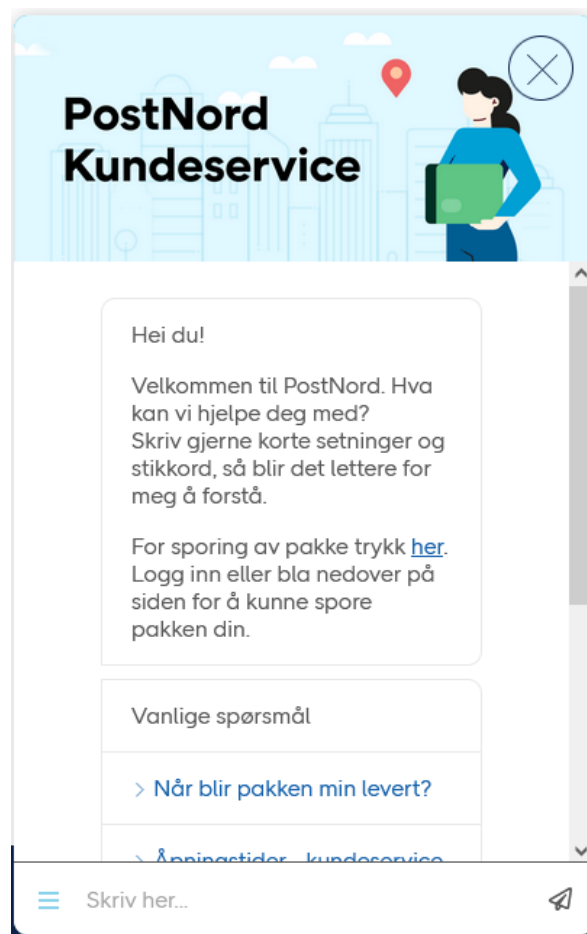 PostNord
Kundeservice
Hei du!
Velkommen til PostNord. Hva
kan vi hjelpe deg med?
Skriv gjerne korte setninger og
stikkord, så blir det lettere for
meg å forstå.
For sporing av pakke trykk her.
Logg inn eller bla nedover på
siden for å kunne spore
pakken din.
Vanlige spørsmål
Når blir pakken min levert?
Åpningstider - kundeservice
Skriv her...